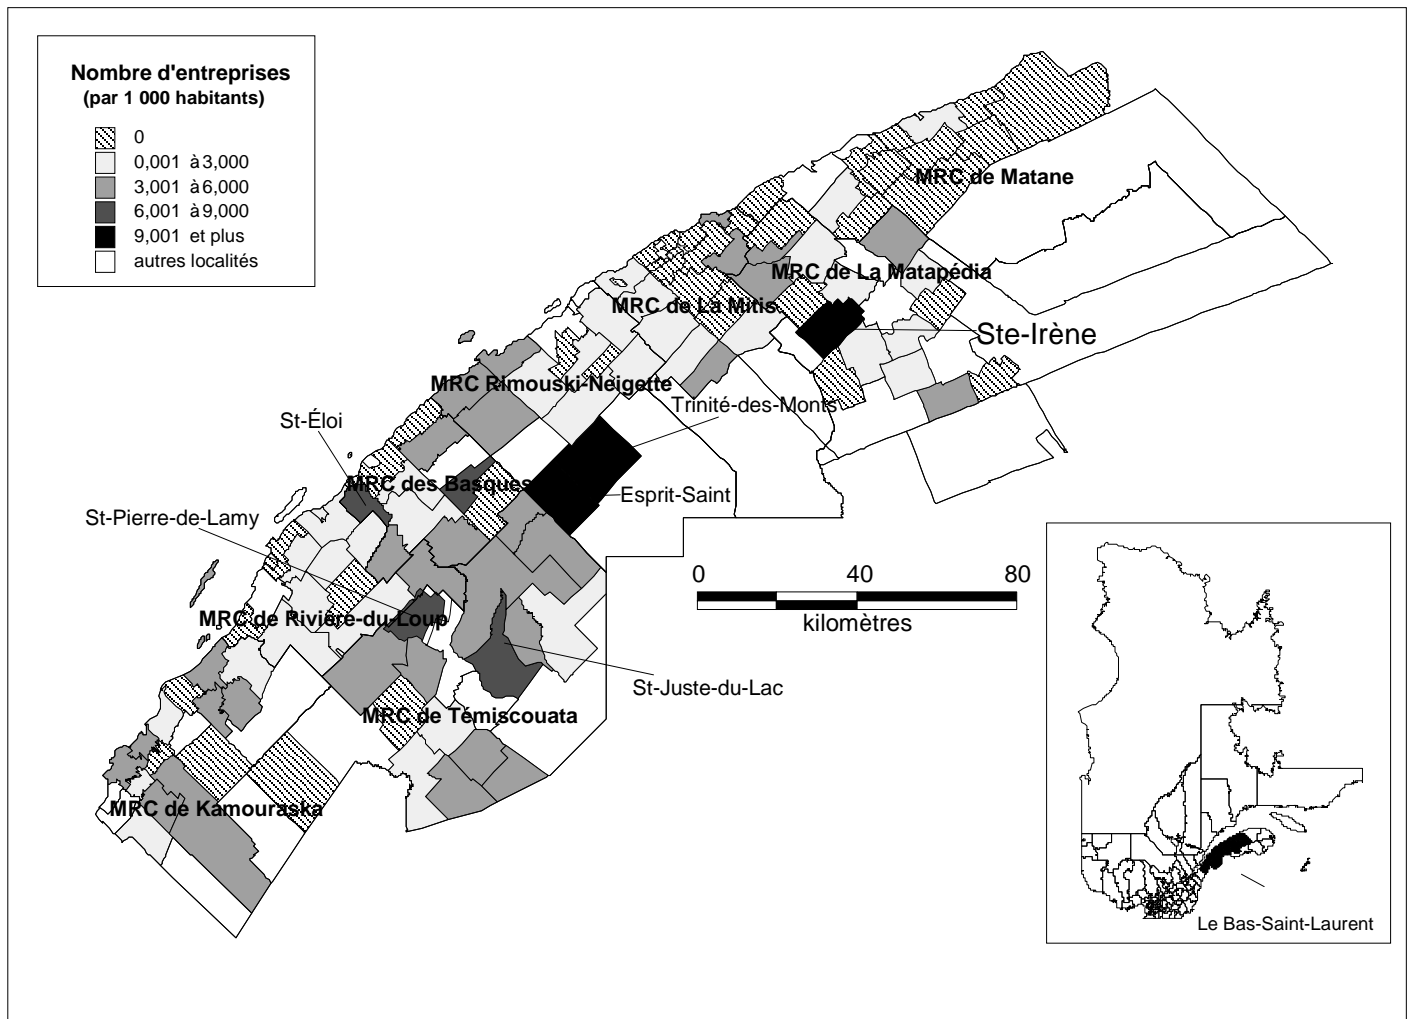 Nombre d'entreprises
(par 1 000 habitants)
0
0,001 à 3,000
3,001 à 6,000
6,001 à 9,000
9,001 et plus
autres localités
MRC de Matane
MRC de La Matapédia
MRC de La Mitis
Ste-Irène
MRC Rimouski-Neigette
Trinité-des-Monts
St-Éloi
MRC des Basques
Esprit-Saint
St-Pierre-de-Lamy
0 40 80
kilomètres
MRC de Rivière-du-Loup
St-Juste-du-Lac
MRC de Témiscouata
MRC de Kamouraska
Le Bas-Saint-Laurent